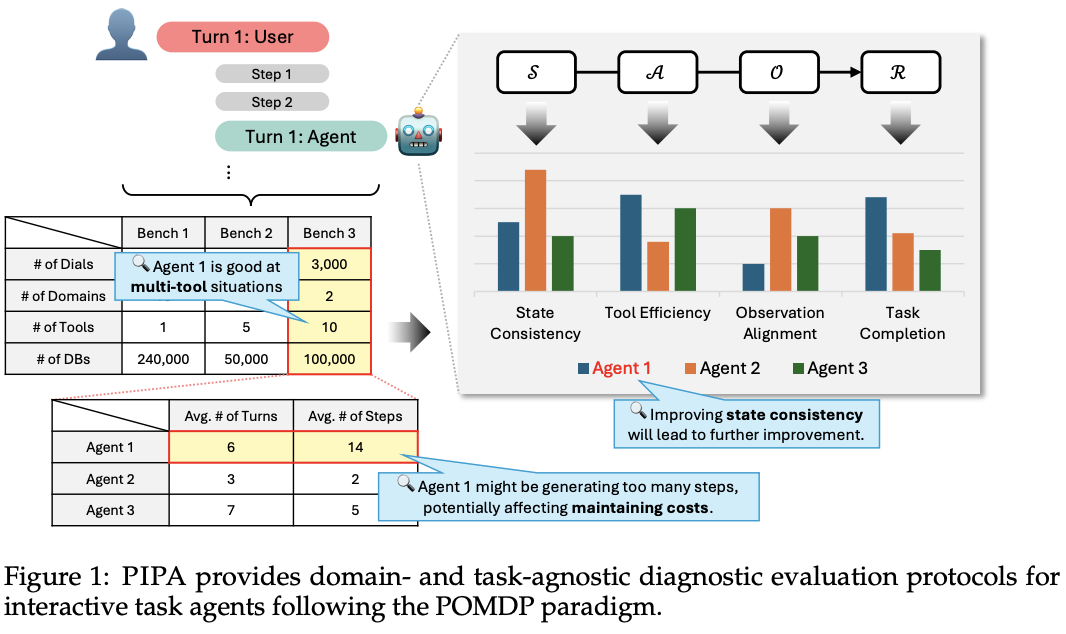 Turn 1: User
Step 1
Step 2
Turn 1: Agent
⋮
Bench 1 Bench 2 Bench 3
# of Dials 3,000
# of Domains 2
# of Tools 1 5 10
# of DBs 240,000 50,000 100,000
Agent 1 is good at
multi-tool situations
Avg. # of Turns Avg. # of Steps
Agent 1 6 14
Agent 2 3 2
Agent 3 7 5
Agent 1 might be generating too many steps,
potentially affecting maintaining costs.
𝒮 𝒜 𝒪 ℛ
State Consistency
Tool Efficiency
Observation Alignment
Task Completion
Agent 1 Agent 2 Agent 3
Improving state consistency
will lead to further improvement.
Figure 1: PIPA provides domain- and task-agnostic diagnostic evaluation protocols for
interactive task agents following the POMDP paradigm.